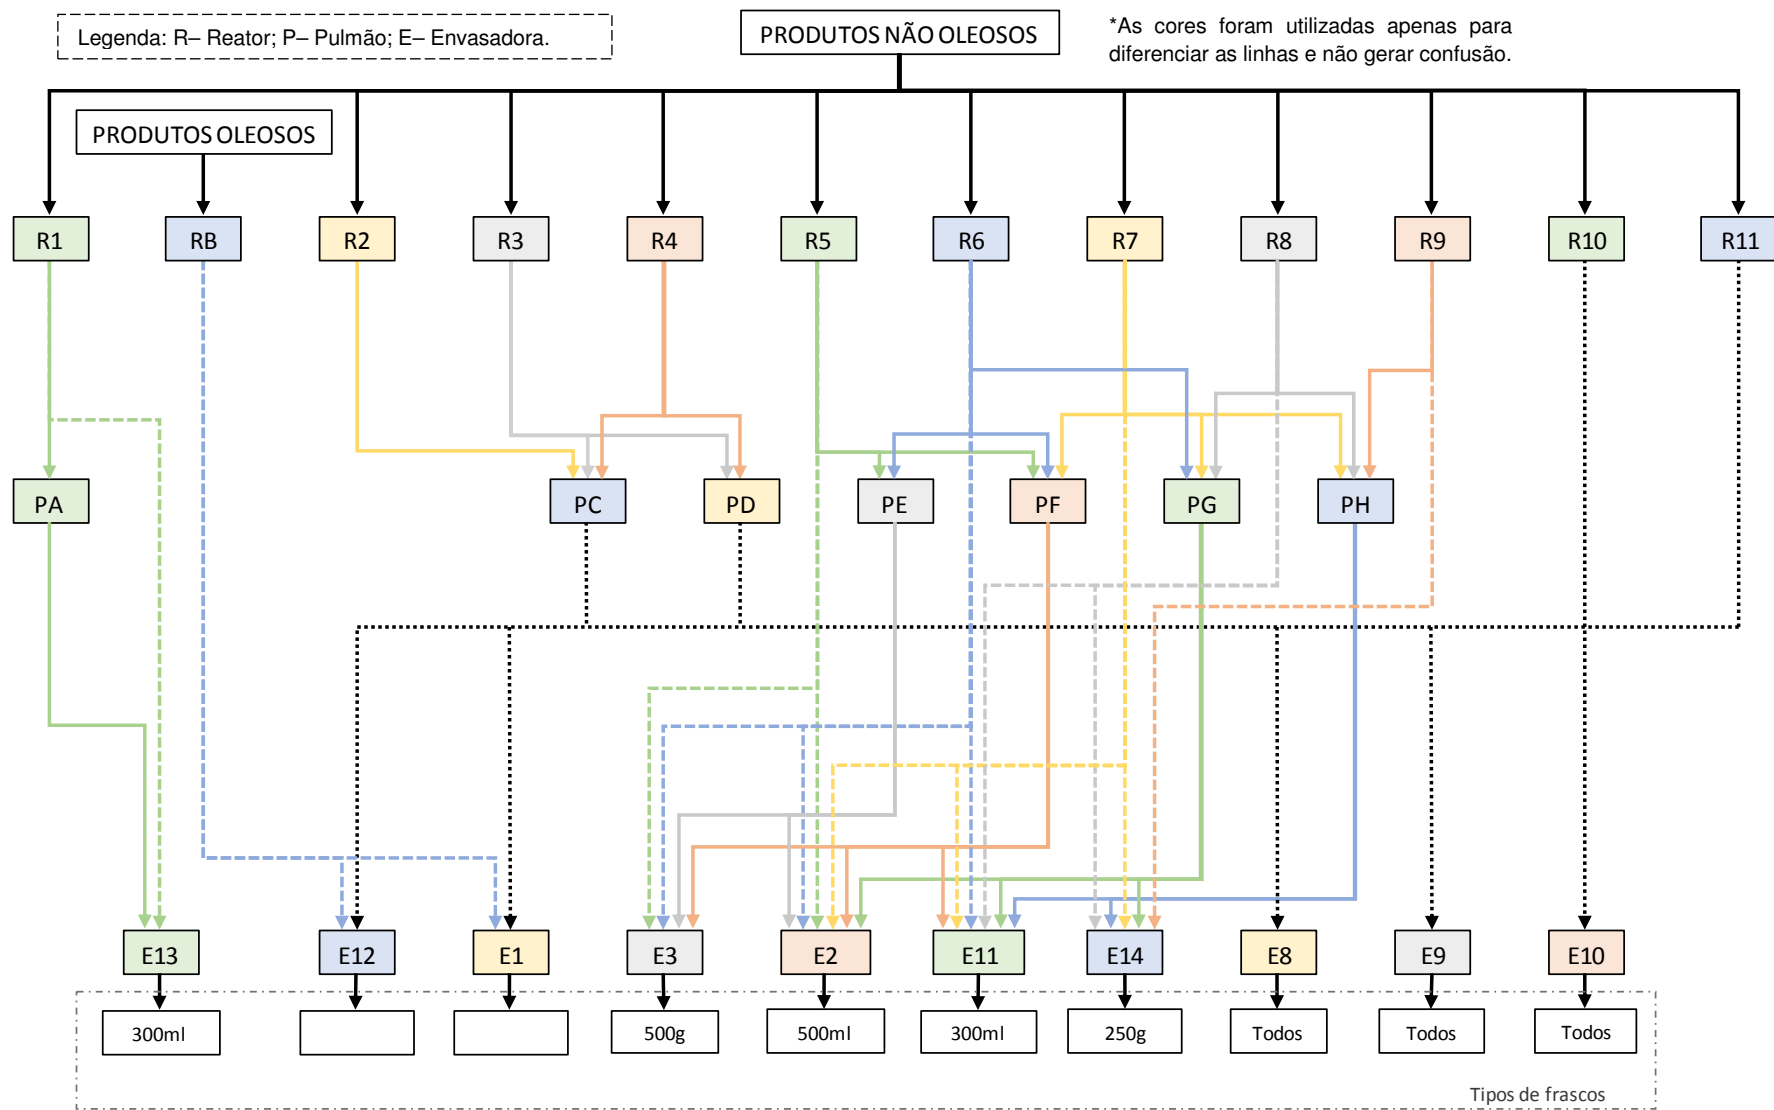 Legenda: R– Reator; P– Pulmão; E– Envasadora.
PRODUTOS NÃO OLEOSOS
*As cores foram utilizadas apenas para
diferenciar as linhas e não gerar confusão.
PRODUTOS OLEOSOS
R1
RB
R2
R3
R4
R5
R6
R7
R8
R9
R10
R11
PA
PC
PD
PE
PF
PG
PH
E13
E12
E1
E3
E2
E11
E14
E8
E9
E10
300ml
500g
500ml
300ml
250g
Todos
Todos
Todos
Tipos de frascos